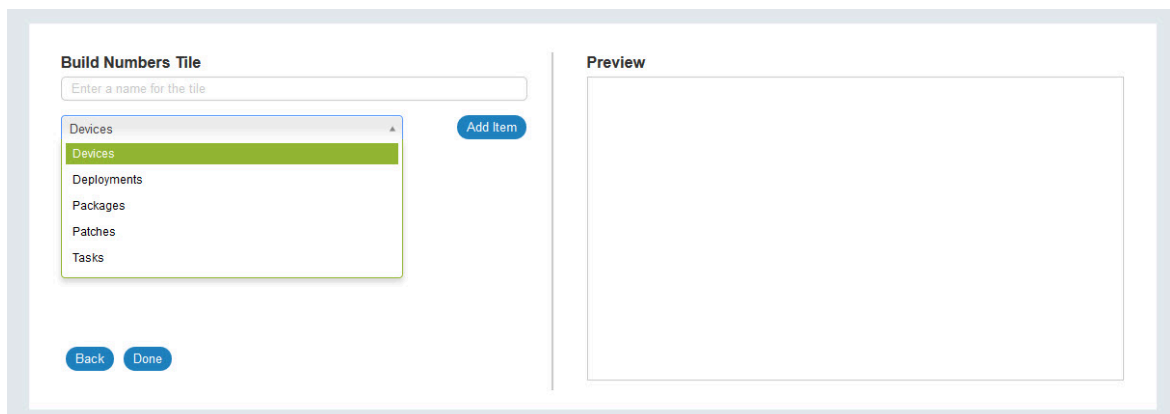 Build Numbers Tile
Enter a name for the tile
Devices
Add Item
Devices
Deployments
Packages
Patches
Tasks
Back
Done
Preview